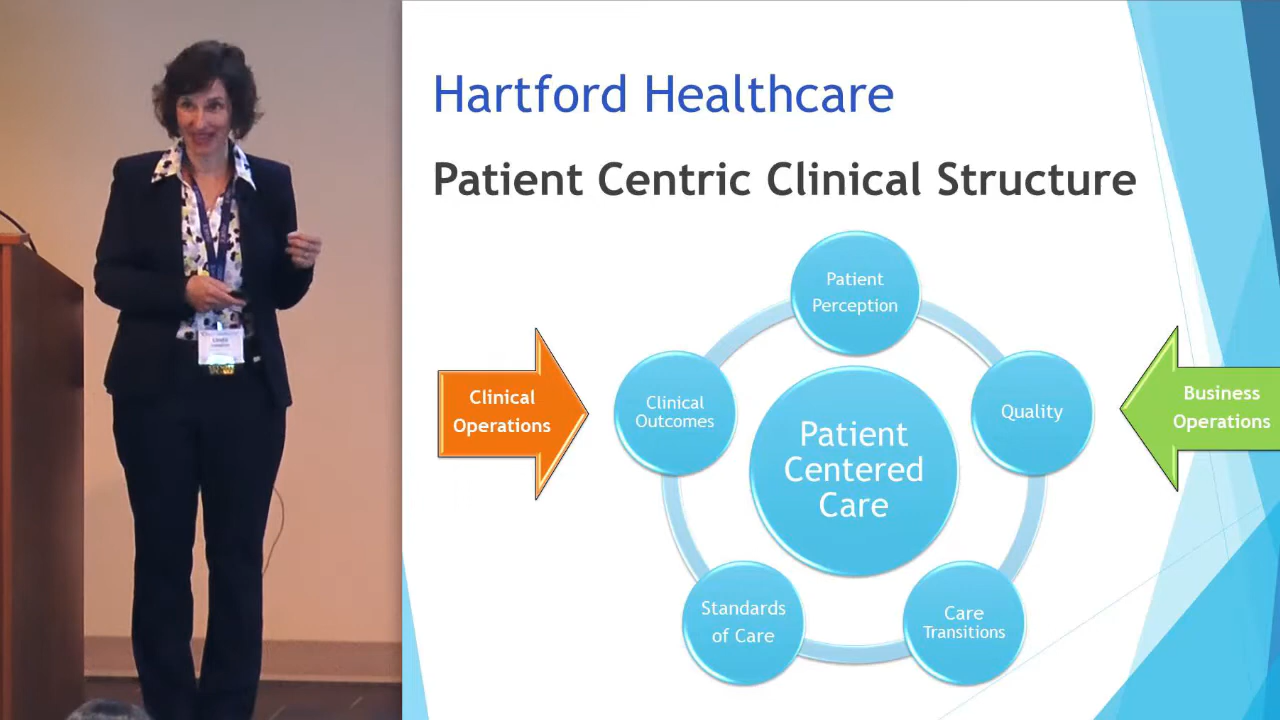 Hartford Healthcare
Patient Centric Clinical Structure
Patient
Perception
Clinical
Operations
Clinical
Outcomes
Patient
Centered
Care
Quality
Business
Operations
Standards
of Care
Care
Transitions